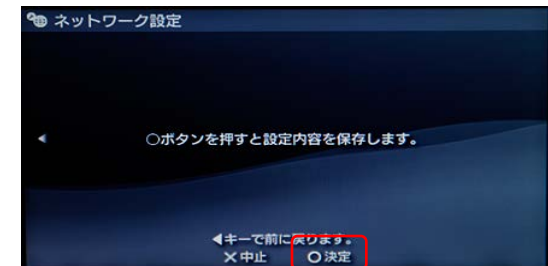 ネットワーク設定
○ボタンを押すと設定内容を保存します。
◀キーで前に戻ります。
✕中止 ○決定